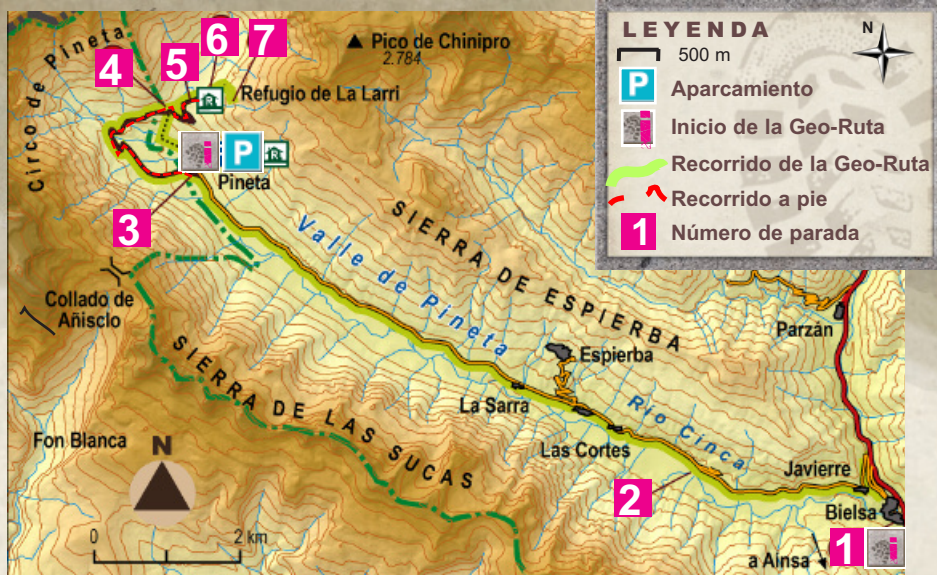 LEYENDA
N
500 m
P
Aparcamiento
Inicio de la Geo-Ruta
Recorrido de la Geo-Ruta
Recorrido a pie
1
Número de parada
Circo de Pineta
4
5
6
7
Pico de Chinipro
2.784
Refugio de La Larri
P
Pineta
3
Valle de Pineta
SIERRA DE ESPIERBA
Collado de
Añisclo
Parzán
Espierba
SIERRA DE LAS SUCAS
La Sarra
Río Cinca
Fon Blanca
N
Las Cortes
Javierre
2
Bielsa
0
2 km
1
a Ainsa